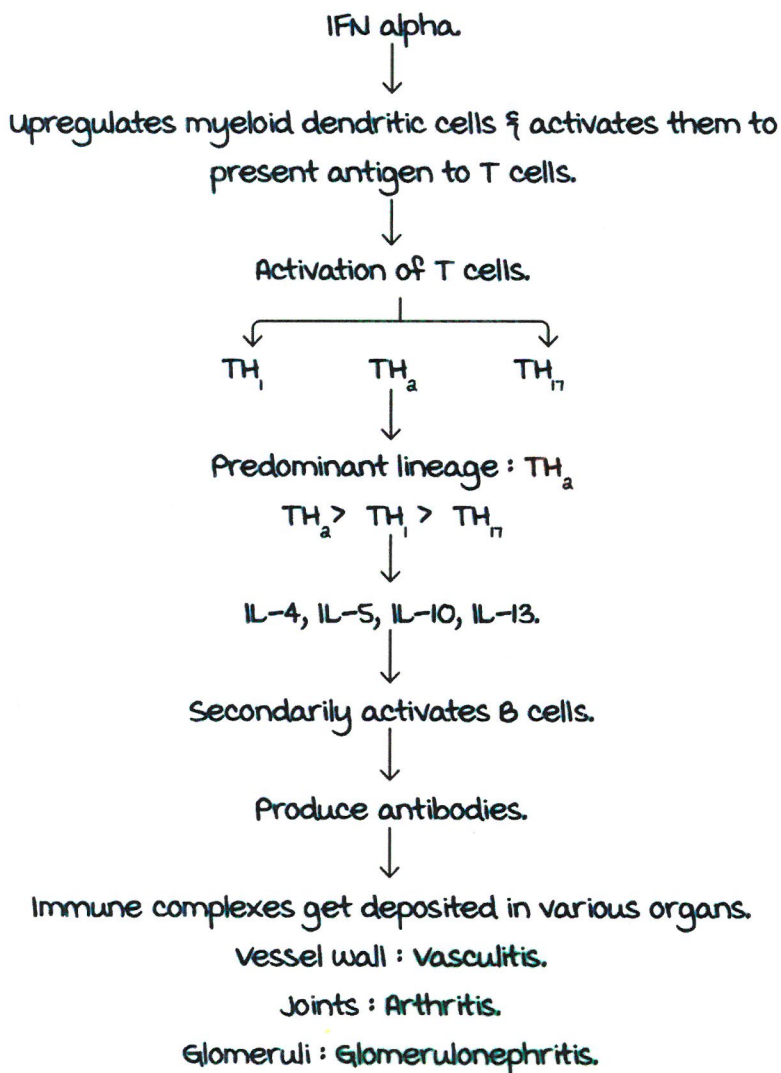 IFN alpha.
Upregulates myeloid dendritic cells & activates them to
present antigen to T cells.
Activation of T cells.
TH₁ TH₂ TH₁₇
Predominant lineage : TH₂
TH₂ > TH₁ > TH₁₇
IL-4, IL-5, IL-10, IL-13.
Secondarily activates B cells.
Produce antibodies.
Immune complexes get deposited in various organs.
Vessel wall : Vasculitis.
Joints : Arthritis.
Glomeruli : Glomerulonephritis.